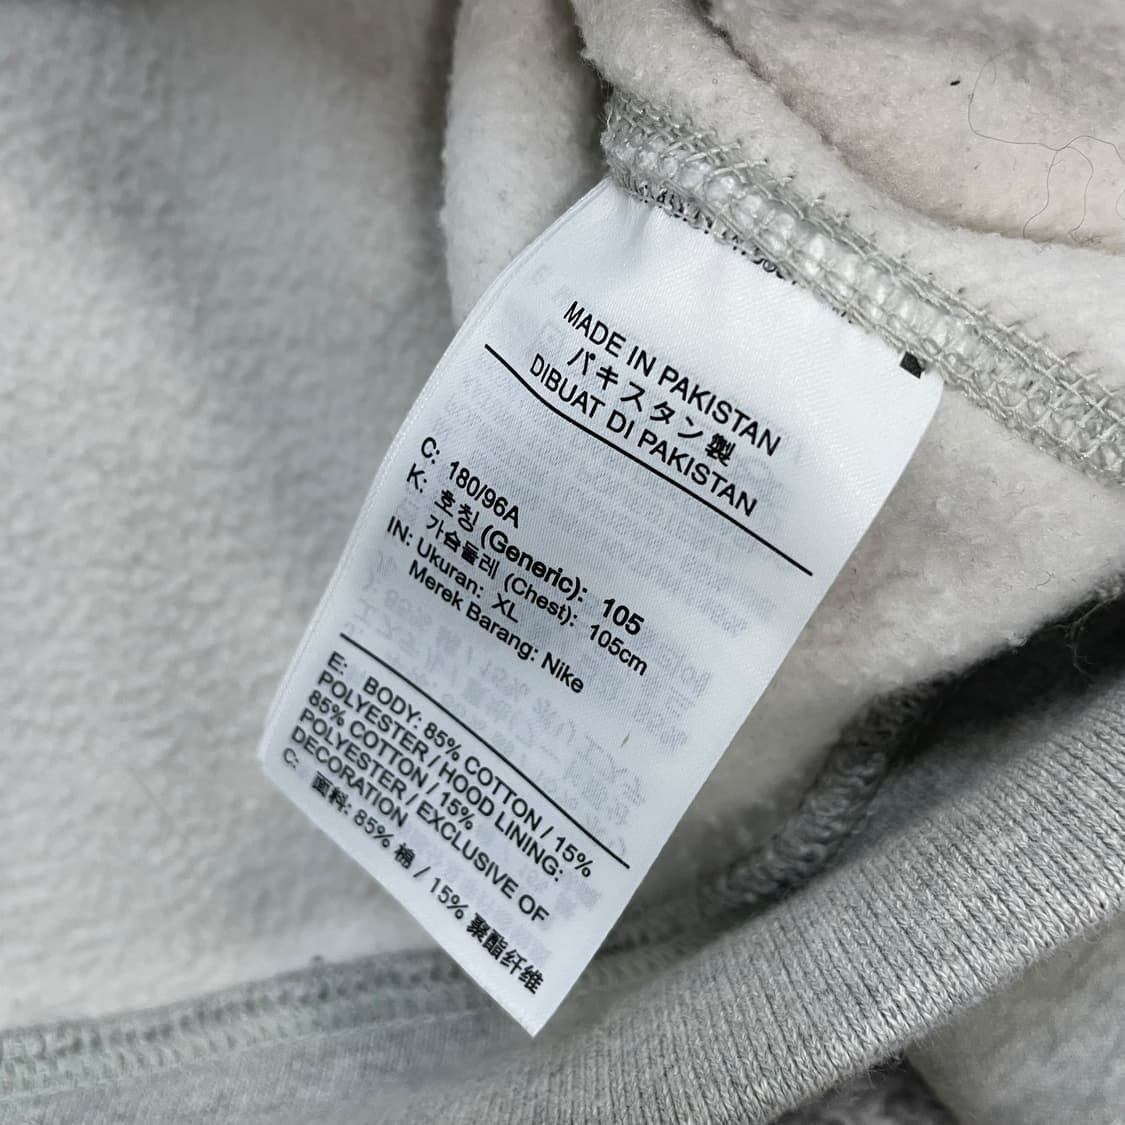 MADE IN PAKISTAN
パキスタン製
DIBUAT DI PAKISTAN
C: 180/96A
K: 호칭 (Generic): 105
가슴둘레 (Chest): 105cm
IN: Ukuran: XL
Merek Barang: Nike
E: BODY: 85% COTTON / 15%
POLYESTER / HOOD LINING:
85% COTTON / 15%
POLYESTER / EXCLUSIVE OF
DECORATION
C: 面料: 85% 棉 / 15% 聚酯纤维